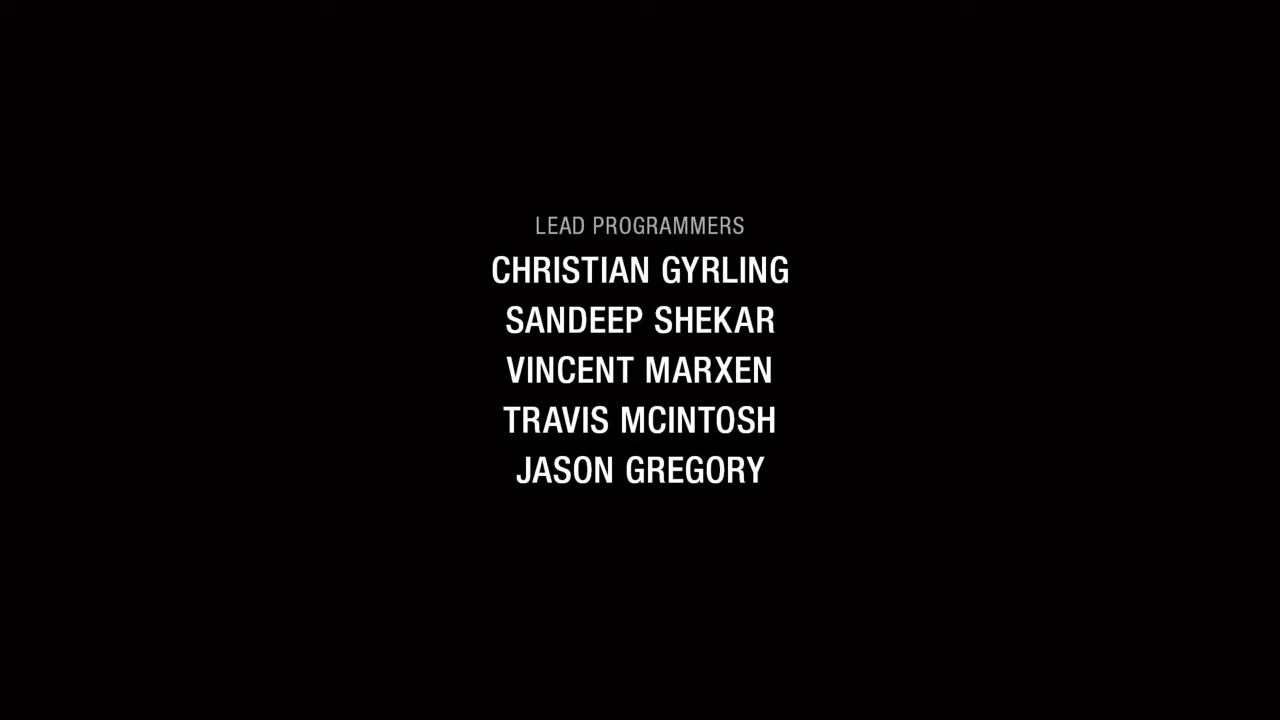 LEAD PROGRAMMERS
CHRISTIAN GYRLING
SANDEEP SHEKAR
VINCENT MARXEN
TRAVIS MCINTOSH
JASON GREGORY